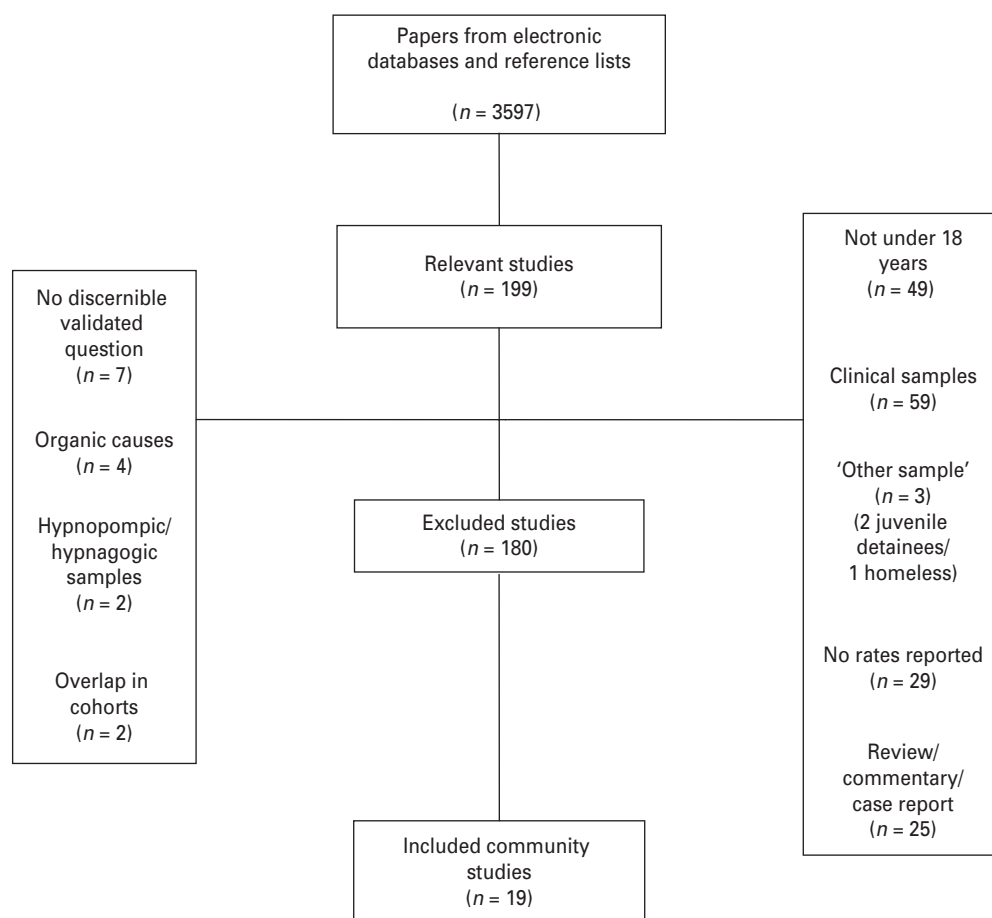 Papers from electronic
databases and reference lists
(n = 3597)
Relevant studies
(n = 199)
No discernible
validated
question
(n = 7)
Organic causes
(n = 4)
Hypnopompic/
hypnagogic
samples
(n = 2)
Overlap in
cohorts
(n = 2)
Not under 18
years
(n = 49)
Clinical samples
(n = 59)
‘Other sample’
(n = 3)
(2 juvenile
detainees/
1 homeless)
No rates reported
(n = 29)
Review/
commentary/
case report
(n = 25)
Excluded studies
(n = 180)
Included community
studies
(n = 19)